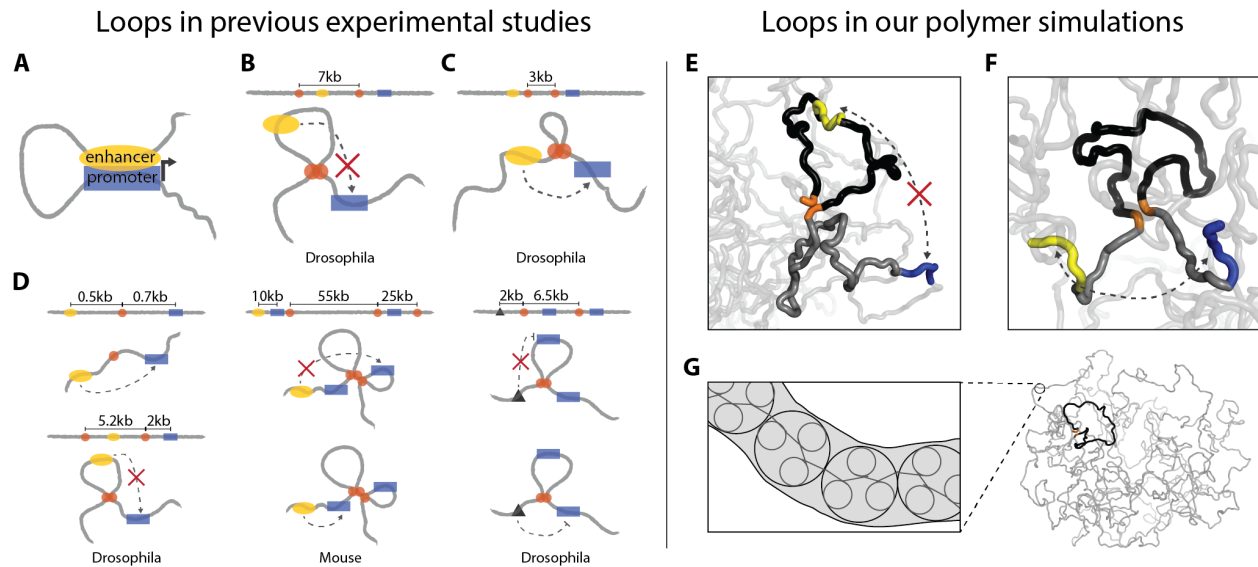 Loops in previous experimental studies
Loops in our polymer simulations
A
enhancer
promoter
B
7kb
Drosophila
C
3kb
Drosophila
D
0.5kb 0.7kb
5.2kb 2kb
Drosophila
10kb 55kb 25kb
Mouse
2kb 6.5kb
Drosophila
E
F
G